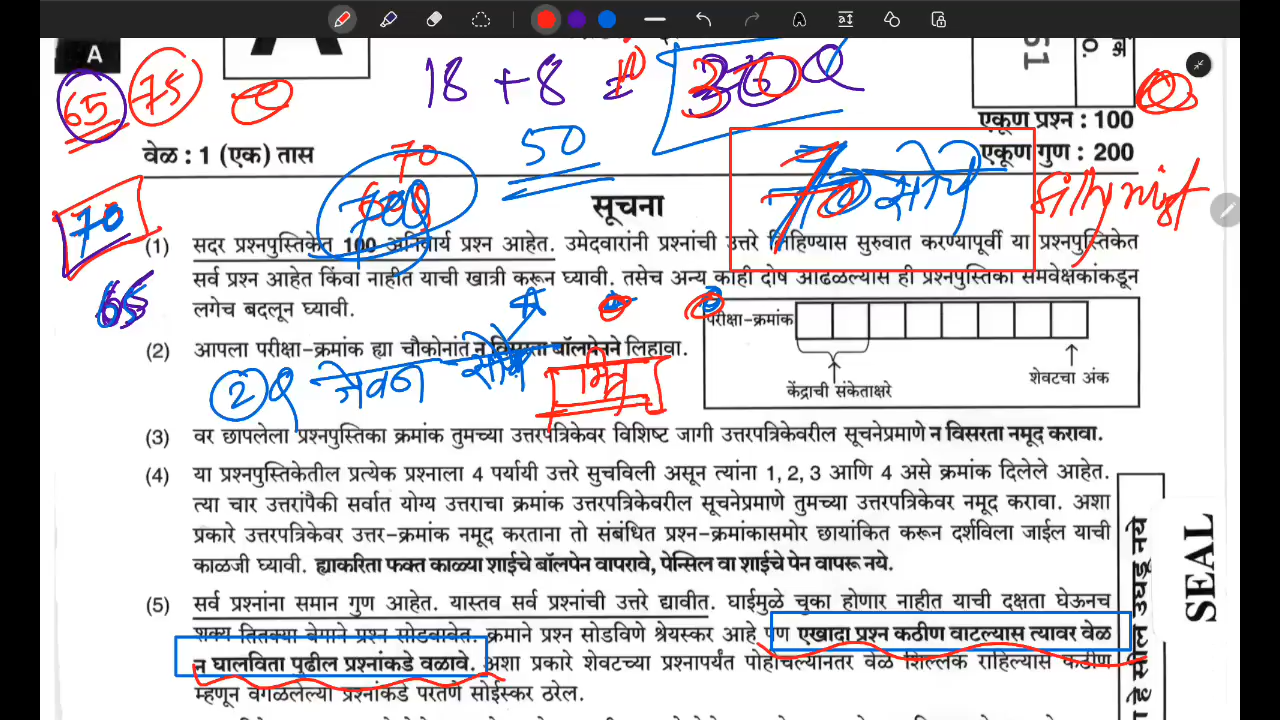 A
65
75
18 + 8 =
एकूण प्रश्न : 100
वेळ : 1 (एक) तास
70
50
एकूण गुण : 200
सोपे
silly mist
70
सूचना
(1) सदर प्रश्नपुस्तिकेत 100 अनिवार्य प्रश्न आहेत. उमेदवारांनी प्रश्नांची उत्तरे लिहिण्यास सुरुवात करण्यापूर्वी या प्रश्नपुस्तिकेत
सर्व प्रश्न आहेत किंवा नाहीत याची खात्री करून घ्यावी. तसेच अन्य काही दोष आढळल्यास ही प्रश्नपुस्तिका समवेक्षकांकडून
लगेच बदलून घ्यावी.
65
परीक्षा-क्रमांक
(2) आपला परीक्षा-क्रमांक ह्या चौकोनांत न विसरता बॉलपेनने लिहावा.
केंद्राची संकेताक्षरे
शेवटचा अंक
2
(3) वर छापलेला प्रश्नपुस्तिका क्रमांक तुमच्या उत्तरपत्रिकेवर विशिष्ट जागी उत्तरपत्रिकेवरील सूचनेप्रमाणे न विसरता नमूद करावा.
(4) या प्रश्नपुस्तिकेतील प्रत्येक प्रश्नाला 4 पर्यायी उत्तरे सुचविली असून त्यांना 1, 2, 3 आणि 4 असे क्रमांक दिलेले आहेत.
त्या चार उत्तरांपैकी सर्वात योग्य उत्तराचा क्रमांक उत्तरपत्रिकेवरील सूचनेप्रमाणे तुमच्या उत्तरपत्रिकेवर नमूद करावा. अशा
प्रकारे उत्तरपत्रिकेवर उत्तर-क्रमांक नमूद करताना तो संबंधित प्रश्न-क्रमांकासमोर छायांकित करून दर्शविला जाईल याची
काळजी घ्यावी. ह्याकरिता फक्त काळ्या शाईचे बॉलपेन वापरावे, पेन्सिल वा शाईचे पेन वापरू नये.
(5) सर्व प्रश्नांना समान गुण आहेत. यास्तव सर्व प्रश्नांची उत्तरे द्यावीत. घाईमुळे चुका होणार नाहीत याची दक्षता घेऊनच
शक्य तितक्या वेगाने प्रश्न सोडवावेत. क्रमाने प्रश्न सोडविणे श्रेयस्कर आहे पण एखादा प्रश्न कठीण वाटल्यास त्यावर वेळ
न घालविता पुढील प्रश्नांकडे वळावे. अशा प्रकारे शेवटच्या प्रश्नापर्यंत पोहोचल्यानंतर वेळ शिल्लक राहिल्यास कठीण
म्हणून वगळलेल्या प्रश्नांकडे परतणे सोईस्कर ठरेल.
SEAL